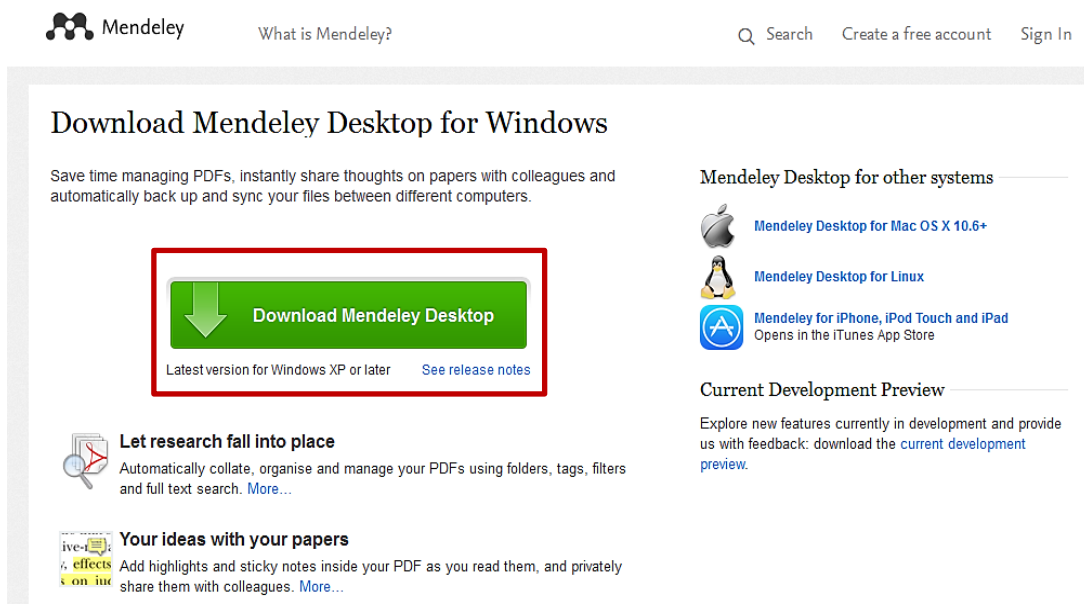 Mendeley
What is Mendeley?
Search
Create a free account
Sign In
Download Mendeley Desktop for Windows
Save time managing PDFs, instantly share thoughts on papers with colleagues and
automatically back up and sync your files between different computers.
Download Mendeley Desktop
Latest version for Windows XP or later
See release notes
Let research fall into place
Automatically collate, organise and manage your PDFs using folders, tags, filters
and full text search. More...
Your ideas with your papers
Add highlights and sticky notes inside your PDF as you read them, and privately
share them with colleagues. More...
effects
Mendeley Desktop for other systems
Mendeley Desktop for Mac OS X 10.6+
Mendeley Desktop for Linux
Mendeley for iPhone, iPod Touch and iPad
Opens in the iTunes App Store
Current Development Preview
Explore new features currently in development and provide
us with feedback: download the current development
preview.